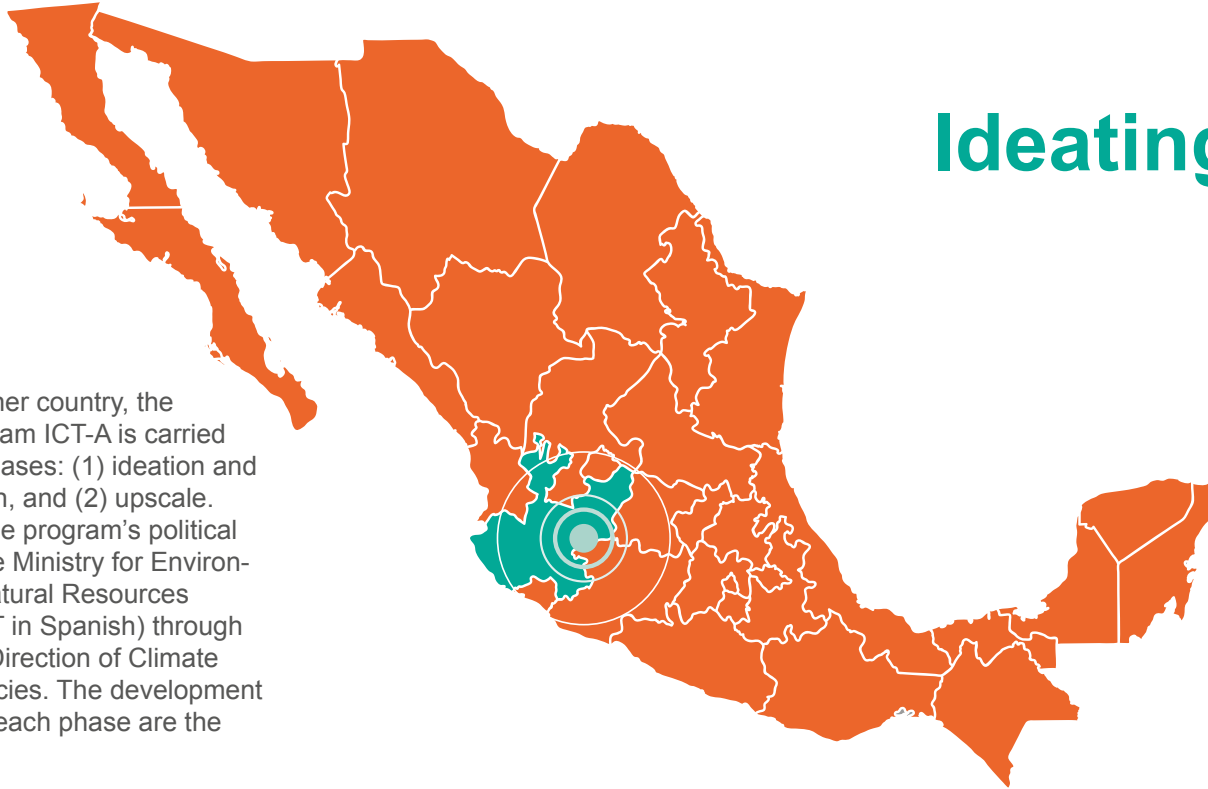 Ideating
ner country, the
am ICT-A is carried
ases: (1) ideation and
n, and (2) upscale.
e program's political
e Ministry for Environ-
atural Resources
T in Spanish) through
Direction of Climate
cies. The development
each phase are the